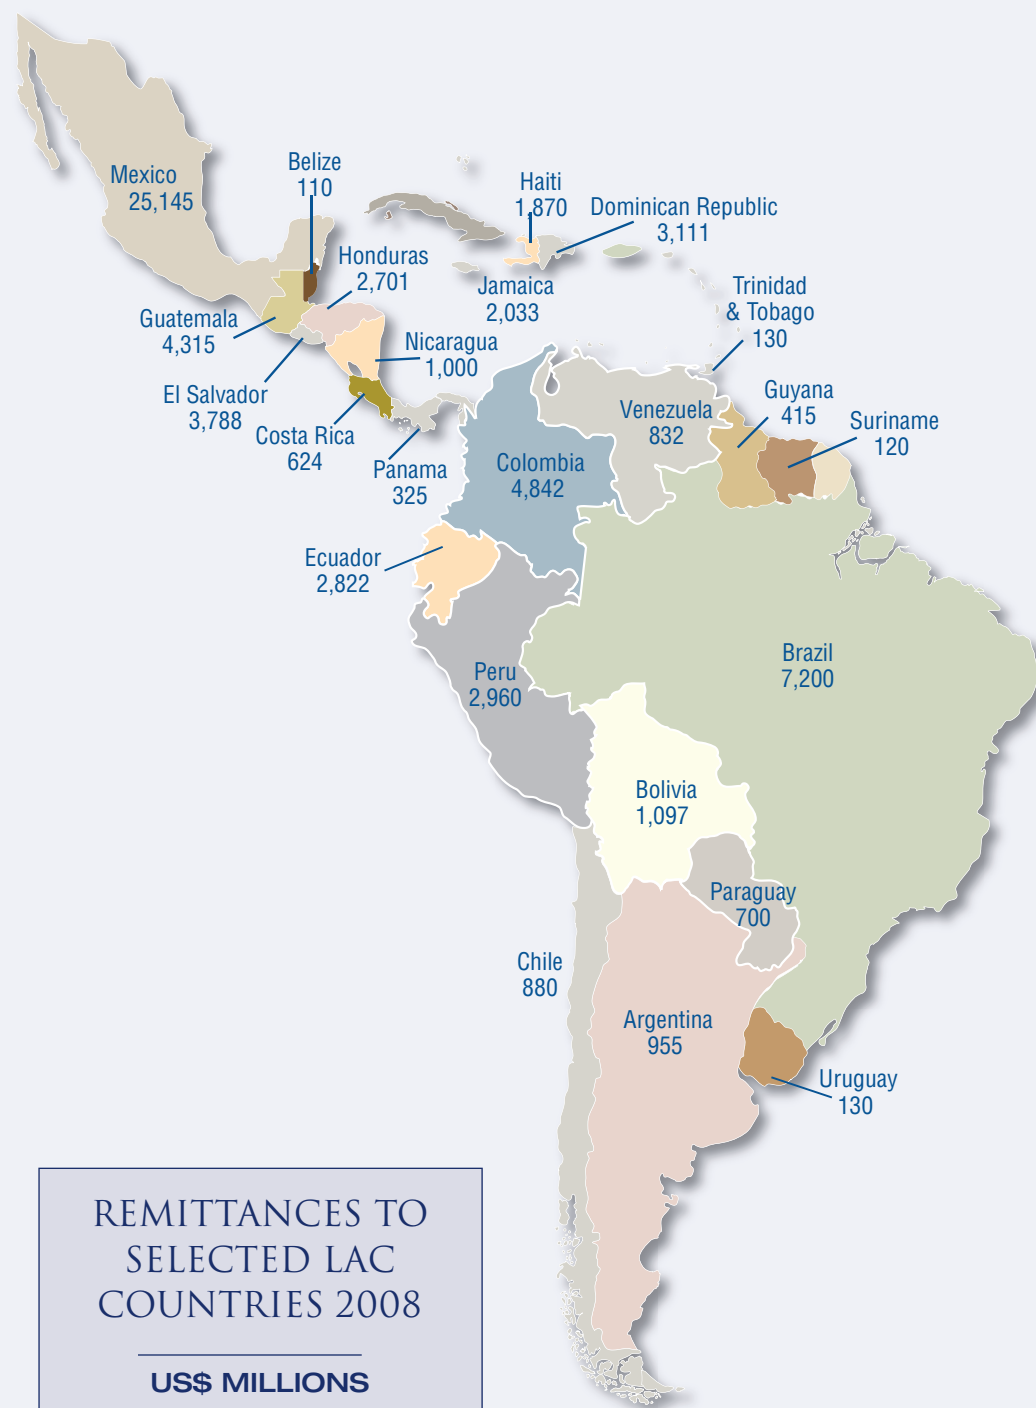 Mexico
25,145
Belize
110
Haiti
1,870
Dominican Republic
3,111
Honduras
2,701
Jamaica
2,033
Trinidad
& Tobago
130
Guatemala
4,315
Nicaragua
1,000
El Salvador
3,788
Costa Rica
624
Panama
325
Venezuela
832
Guyana
415
Suriname
120
Colombia
4,842
Ecuador
2,822
Peru
2,960
Brazil
7,200
Bolivia
1,097
Paraguay
700
Chile
880
Argentina
955
Uruguay
130
REMITTANCES TO
SELECTED LAC
COUNTRIES 2008
US$ MILLIONS